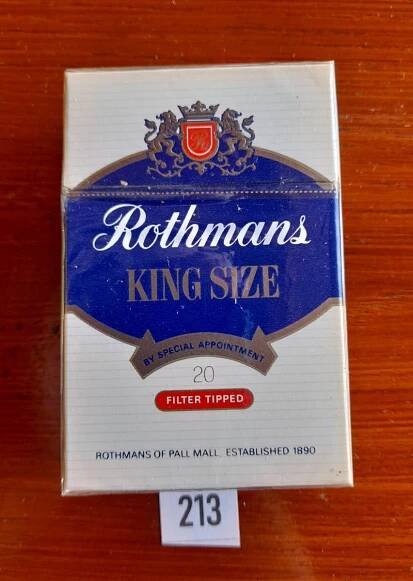 R
Rothmans
KING SIZE
BY SPECIAL APPOINTMENT
20
FILTER TIPPED
ROTHMANS OF PALL MALL, ESTABLISHED 1890
213